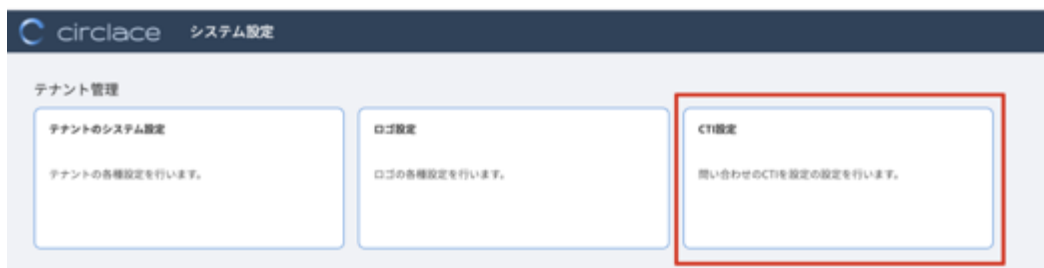 circlace システム設定
テナント管理
テナントのシステム設定
テナントの各種設定を行います。
ロゴ設定
ロゴの各種設定を行います。
CTI設定
問い合わせのCTIを設定の設定を行います。